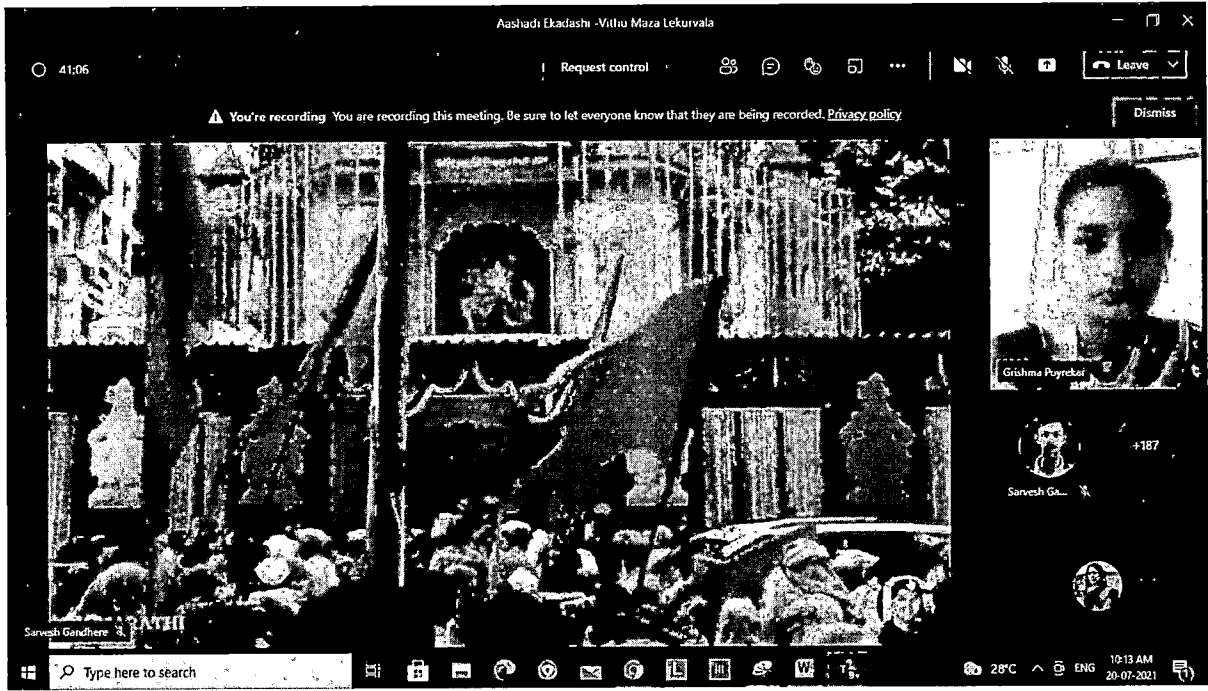 Aashadi Ekadashi -Vithu Maza Lekurvala
41:06
Request control
Leave
You're recording You are recording this meeting. Be sure to let everyone know that they are being recorded. Privacy policy
Dismiss
Grishma Puyrekar
+187
Sarvesh Ga...
Sarvesh Gandhere
Type here to search
28°C
ENG
10:13 AM
20-07-2021